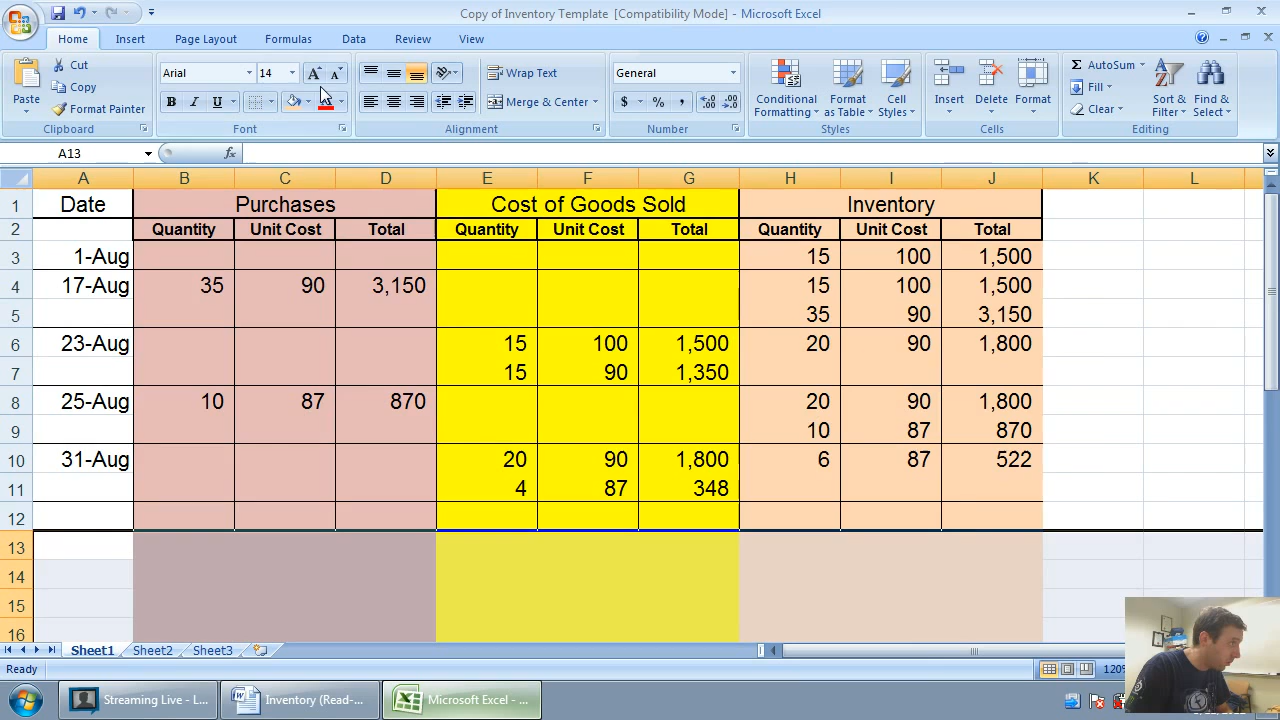 Copy of Inventory Template [Compatibility Mode] - Microsoft Excel
Home Insert Page Layout Formulas Data Review View
Cut Arial 14 Wrap Text General AutoSum
Copy Fill
Paste Format Painter B I U Merge & Center $ % , Conditional Formatting Format as Table Cell Styles Insert Delete Format Clear Sort & Filter Find & Select
Clipboard Font Alignment Number Styles Cells Editing
A13 fx
A B C D E F G H I J K L
1 Date Purchases Cost of Goods Sold Inventory
2 Quantity Unit Cost Total Quantity Unit Cost Total Quantity Unit Cost Total
3 1-Aug 15 100 1,500
4 17-Aug 35 90 3,150 15 100 1,500
5 35 90 3,150
6 23-Aug 15 100 1,500 20 90 1,800
7 15 90 1,350
8 25-Aug 10 87 870 20 90 1,800
9 10 87 870
10 31-Aug 20 90 1,800 6 87 522
11 4 87 348
12
13
14
15
16
Sheet1 Sheet2 Sheet3
Ready 120%
Streaming Live - L... Inventory (Read-... Microsoft Excel - ...